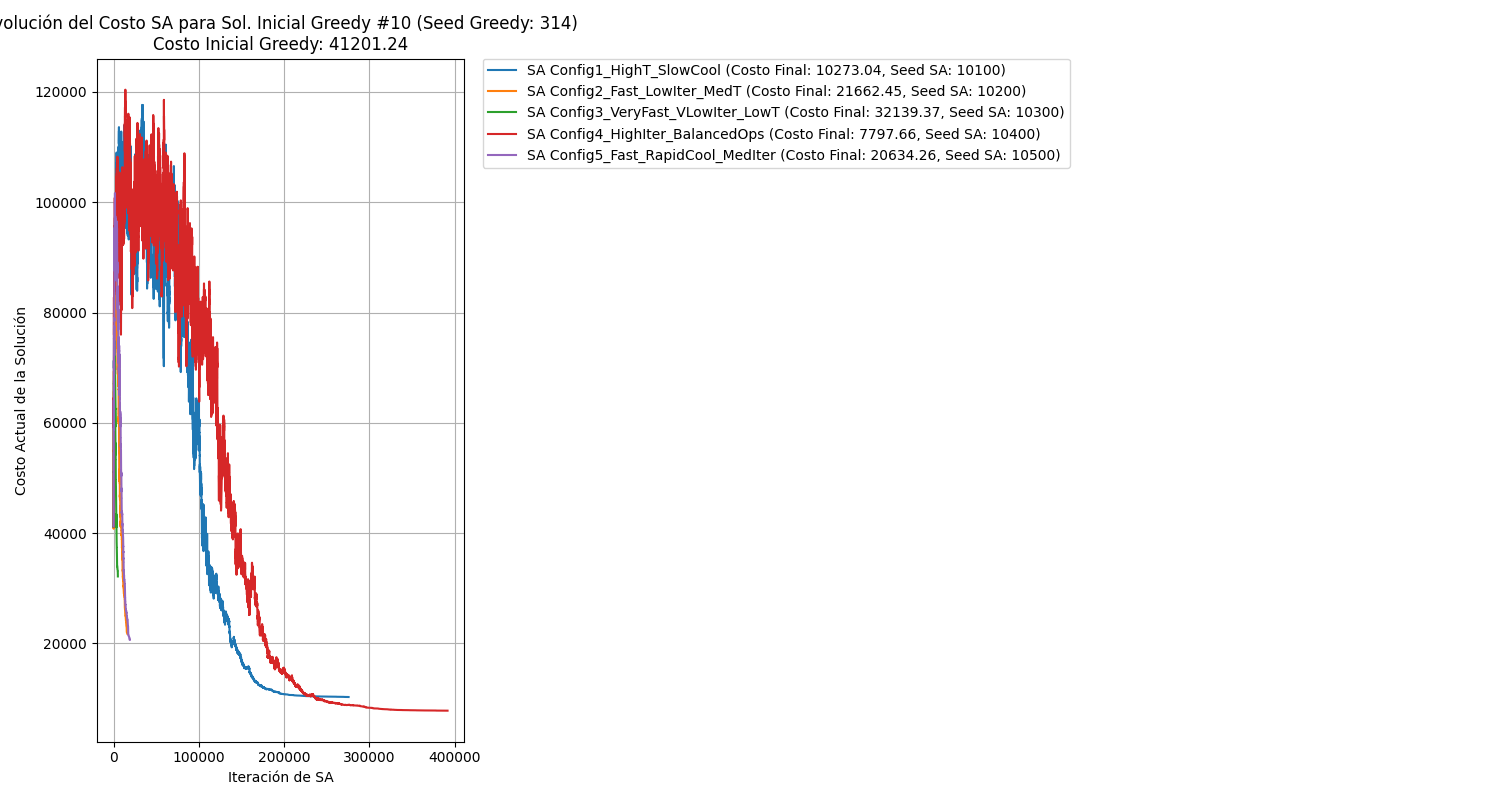 volución del Costo SA para Sol. Inicial Greedy #10 (Seed Greedy: 314)
Costo Inicial Greedy: 41201.24
SA Config1_HighT_SlowCool (Costo Final: 10273.04, Seed SA: 10100)
SA Config2_Fast_LowIter_MedT (Costo Final: 21662.45, Seed SA: 10200)
SA Config3_VeryFast_VLowIter_LowT (Costo Final: 32139.37, Seed SA: 10300)
SA Config4_HighIter_BalancedOps (Costo Final: 7797.66, Seed SA: 10400)
SA Config5_Fast_RapidCool_MedIter (Costo Final: 20634.26, Seed SA: 10500)
Costo Actual de la Solución
120000
100000
80000
60000
40000
20000
0 100000 200000 300000 400000
Iteración de SA